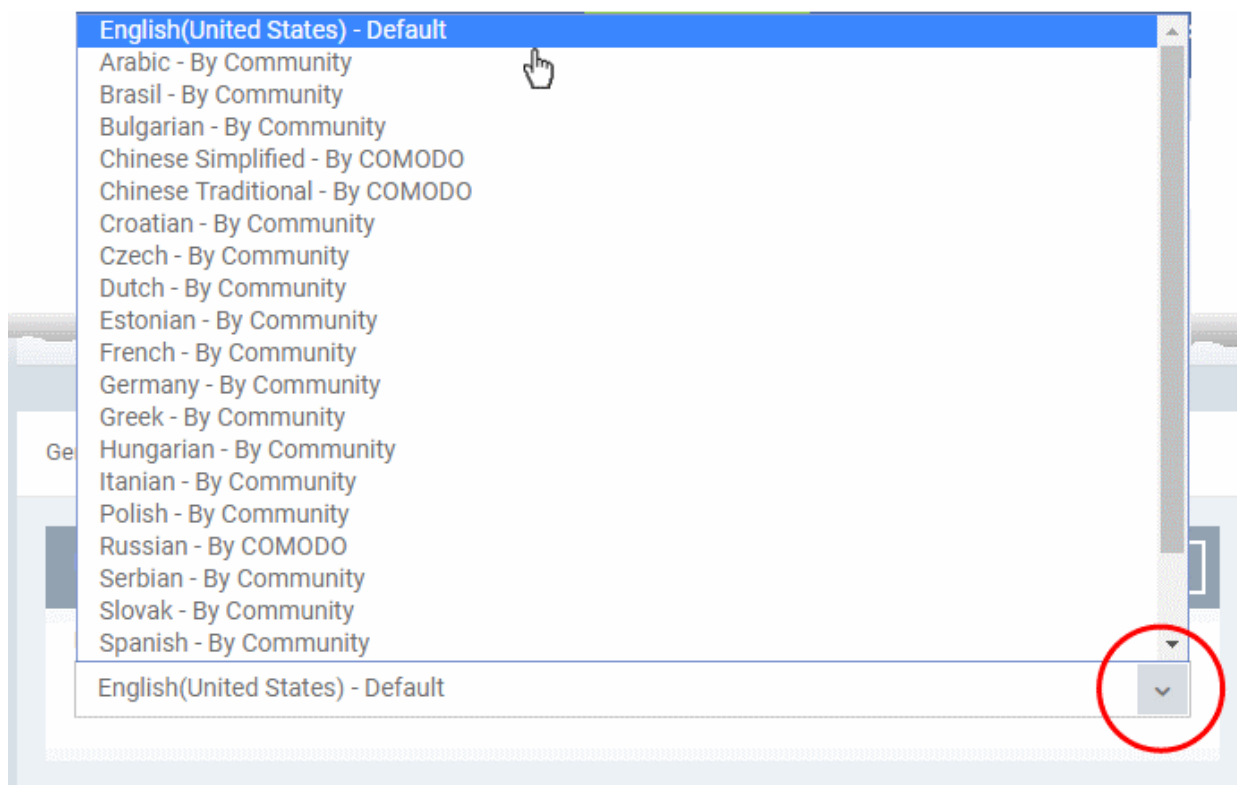 English(United States) - Default
Arabic - By Community
Brasil - By Community
Bulgarian - By Community
Chinese Simplified - By COMODO
Chinese Traditional - By COMODO
Croatian - By Community
Czech - By Community
Dutch - By Community
Estonian - By Community
French - By Community
Germany - By Community
Greek - By Community
Hungarian - By Community
Itanian - By Community
Polish - By Community
Russian - By COMODO
Serbian - By Community
Slovak - By Community
Spanish - By Community
English(United States) - Default